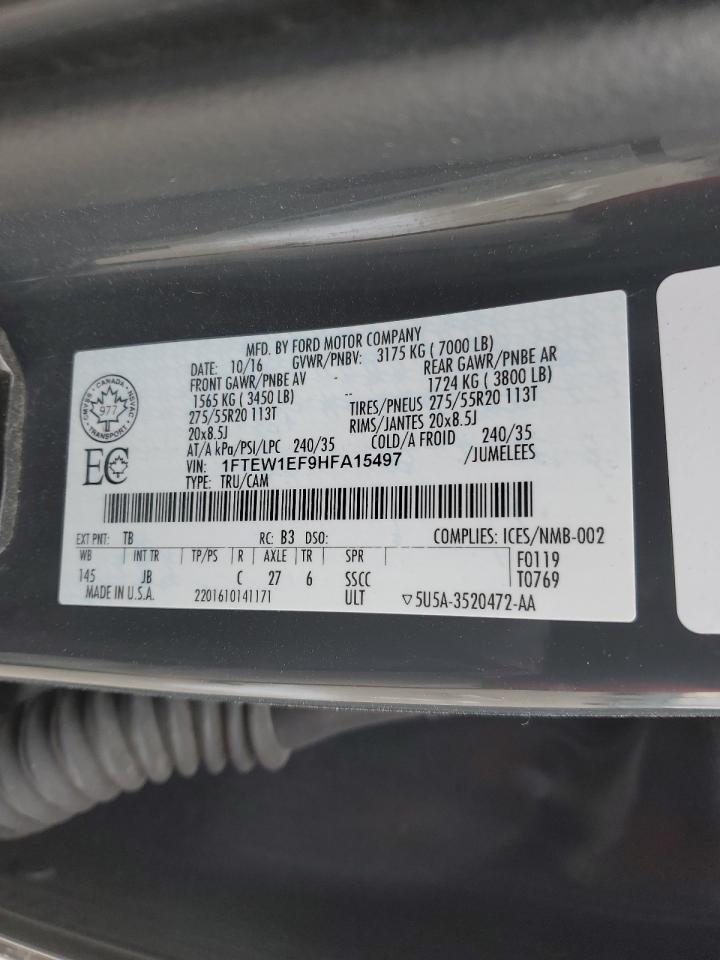 MFD. BY FORD MOTOR COMPANY
DATE: 10/16 GVWR/PNBV: 3175 KG ( 7000 LB)
FRONT GAWR/PNBE AV -- REAR GAWR/PNBE AR
1565 KG ( 3450 LB) 1724 KG ( 3800 LB)
275/55R20 113T TIRES/PNEUS 275/55R20 113T
20x8.5J RIMS/JANTES 20x8.5J
AT/A kPa/PSI/LPC 240/35 COLD/A FROID 240/35
VIN: 1FTEW1EF9HFA15497 /JUMELEES
TYPE: TRU/CAM
CANADA
NSVAC
TRANSPORT
CMVSS
977
EC
EXT PNT: TB RC: B3 DSO: COMPLIES: ICES/NMB-002
WB INT TR TP/PS R AXLE TR SPR F0119
145 JB C 27 6 SSCC T0769
MADE IN U.S.A. 2201610141171 ULT ▽5U5A-3520472-AA